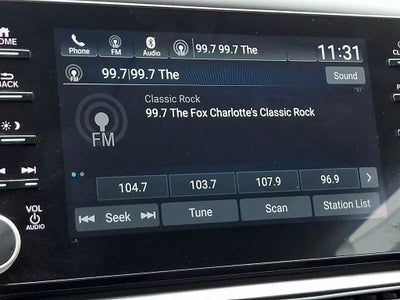 HOME
Phone FM Audio 99.7 99.7 The 11:31
99.7|99.7 The Sound
BACK
Classic Rock
99.7 The Fox Charlotte's Classic Rock
FM
104.7 103.7 107.9 96.9
VOL
AUDIO
Seek Tune Scan Station List